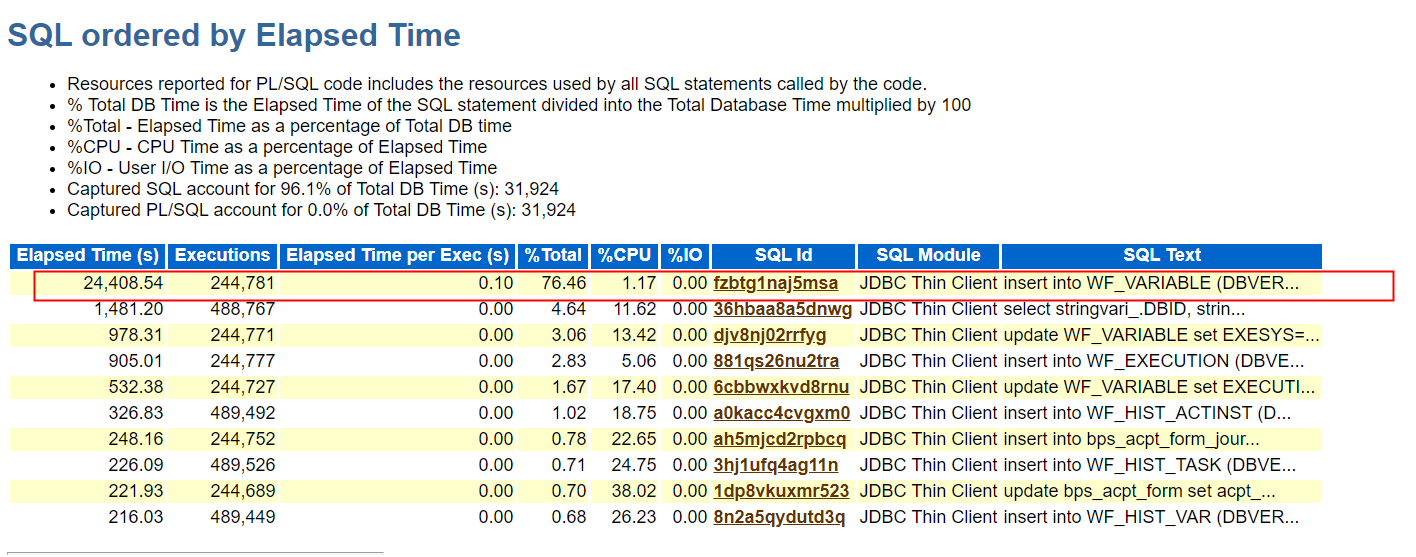 SQL ordered by Elapsed Time
Resources reported for PL/SQL code includes the resources used by all SQL statements called by the code.
% Total DB Time is the Elapsed Time of the SQL statement divided into the Total Database Time multiplied by 100
%Total - Elapsed Time as a percentage of Total DB time
%CPU - CPU Time as a percentage of Elapsed Time
%IO - User I/O Time as a percentage of Elapsed Time
Captured SQL account for 96.1% of Total DB Time (s): 31,924
Captured PL/SQL account for 0.0% of Total DB Time (s): 31,924
Elapsed Time (s) Executions Elapsed Time per Exec (s) %Total %CPU %IO SQL Id SQL Module SQL Text
24,408.54 244,781 0.10 76.46 1.17 0.00 fzbtg1naj5msa JDBC Thin Client insert into WF_VARIABLE (DBVER...
1,481.20 488,767 0.00 4.64 11.62 0.00 36hbaa8a5dnwg JDBC Thin Client select stringvari_.DBID, strin...
978.31 244,771 0.00 3.06 13.42 0.00 djv8nj02rrfyg JDBC Thin Client update WF_VARIABLE set EXESYS=...
905.01 244,777 0.00 2.83 5.06 0.00 881qs26nu2tra JDBC Thin Client insert into WF_EXECUTION (DBVE...
532.38 244,727 0.00 1.67 17.40 0.00 6cbbwxkvd8rnu JDBC Thin Client update WF_VARIABLE set EXECUTI...
326.83 489,492 0.00 1.02 18.75 0.00 a0kacc4cvgxm0 JDBC Thin Client insert into WF_HIST_ACTINST (D...
248.16 244,752 0.00 0.78 22.65 0.00 ah5mjcd2rpbcq JDBC Thin Client insert into bps_acpt_form_jour...
226.09 489,526 0.00 0.71 24.75 0.00 3hj1ufq4ag11n JDBC Thin Client insert into WF_HIST_TASK (DBVE...
221.93 244,689 0.00 0.70 38.02 0.00 1dp8vkuxmr523 JDBC Thin Client update bps_acpt_form set acpt_...
216.03 489,449 0.00 0.68 26.23 0.00 8n2a5qydutd3q JDBC Thin Client insert into WF_HIST_VAR (DBVER...